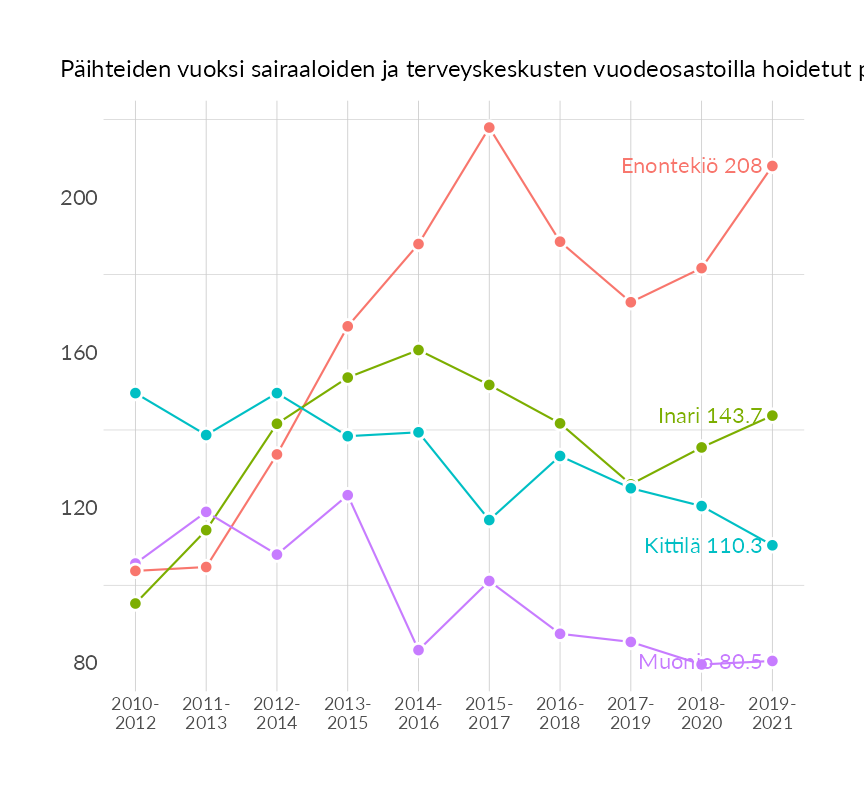 Päihteiden vuoksi sairaaloiden ja terveyskeskusten vuodeosastoilla hoidetut
200
160
120
80
Enontekiö 208
Inari 143.7
Kittilä 110.3
Muonio 80.5
2010- 2011- 2012- 2013- 2014- 2015- 2016- 2017- 2018- 2019-
2012 2013 2014 2015 2016 2017 2018 2019 2020 2021